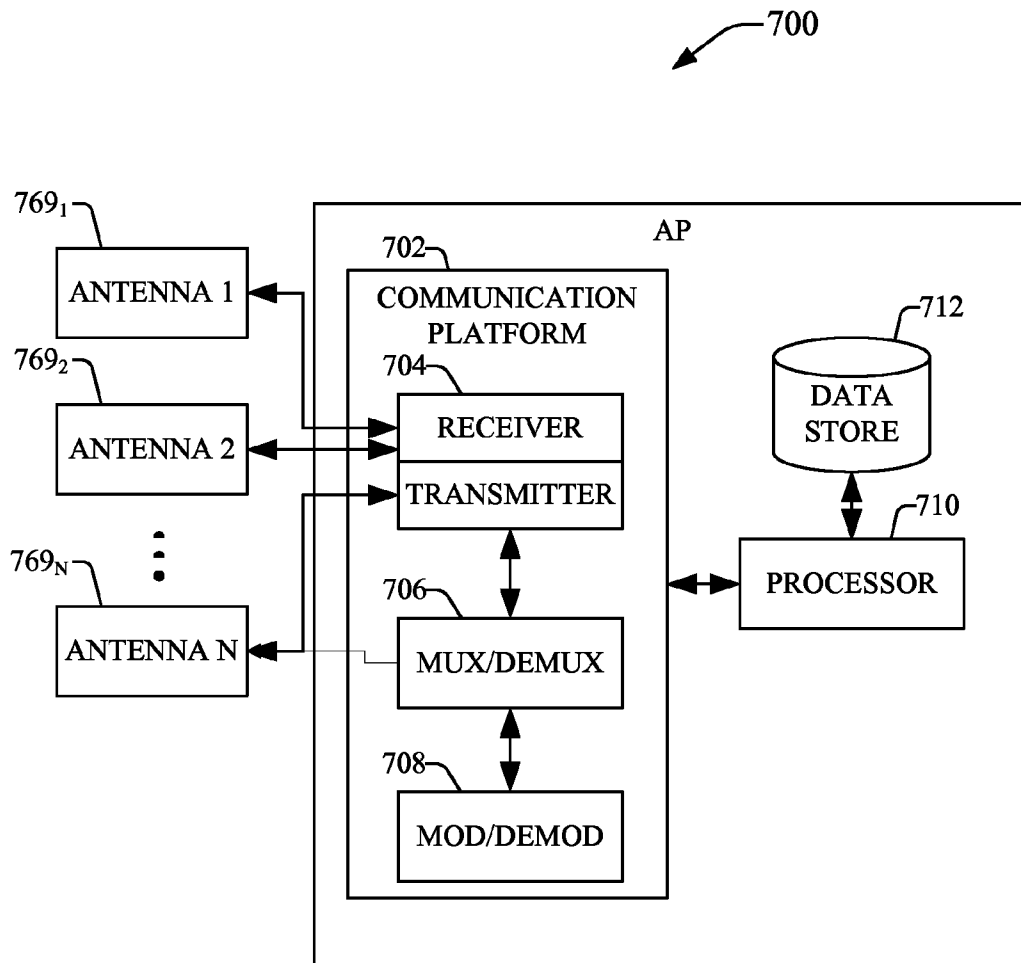 700
769₁
AP
702
ANTENNA 1
COMMUNICATION
PLATFORM
712
769₂
704
DATA
STORE
ANTENNA 2
RECEIVER
TRANSMITTER
710
769ₙ
706
PROCESSOR
ANTENNA N
MUX/DEMUX
708
MOD/DEMOD